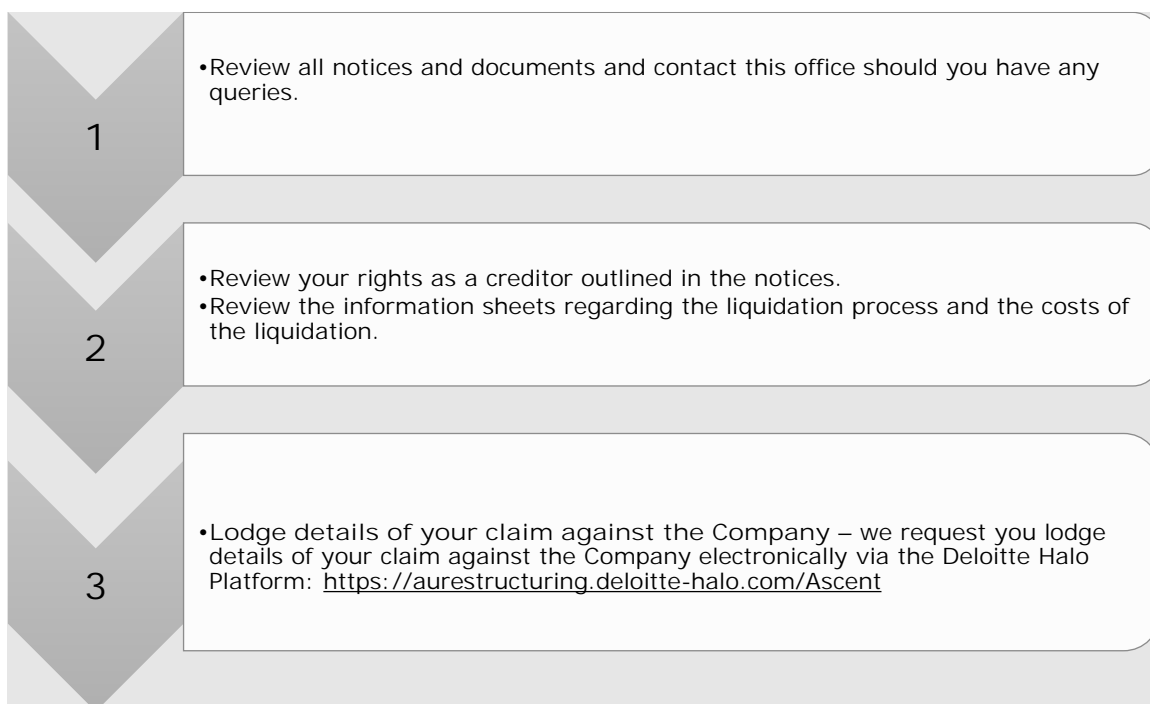 1
•Review all notices and documents and contact this office should you have any
queries.
2
•Review your rights as a creditor outlined in the notices.
•Review the information sheets regarding the liquidation process and the costs of
the liquidation.
3
•Lodge details of your claim against the Company – we request you lodge
details of your claim against the Company electronically via the Deloitte Halo
Platform: https://aurestructuring.deloitte-halo.com/Ascent